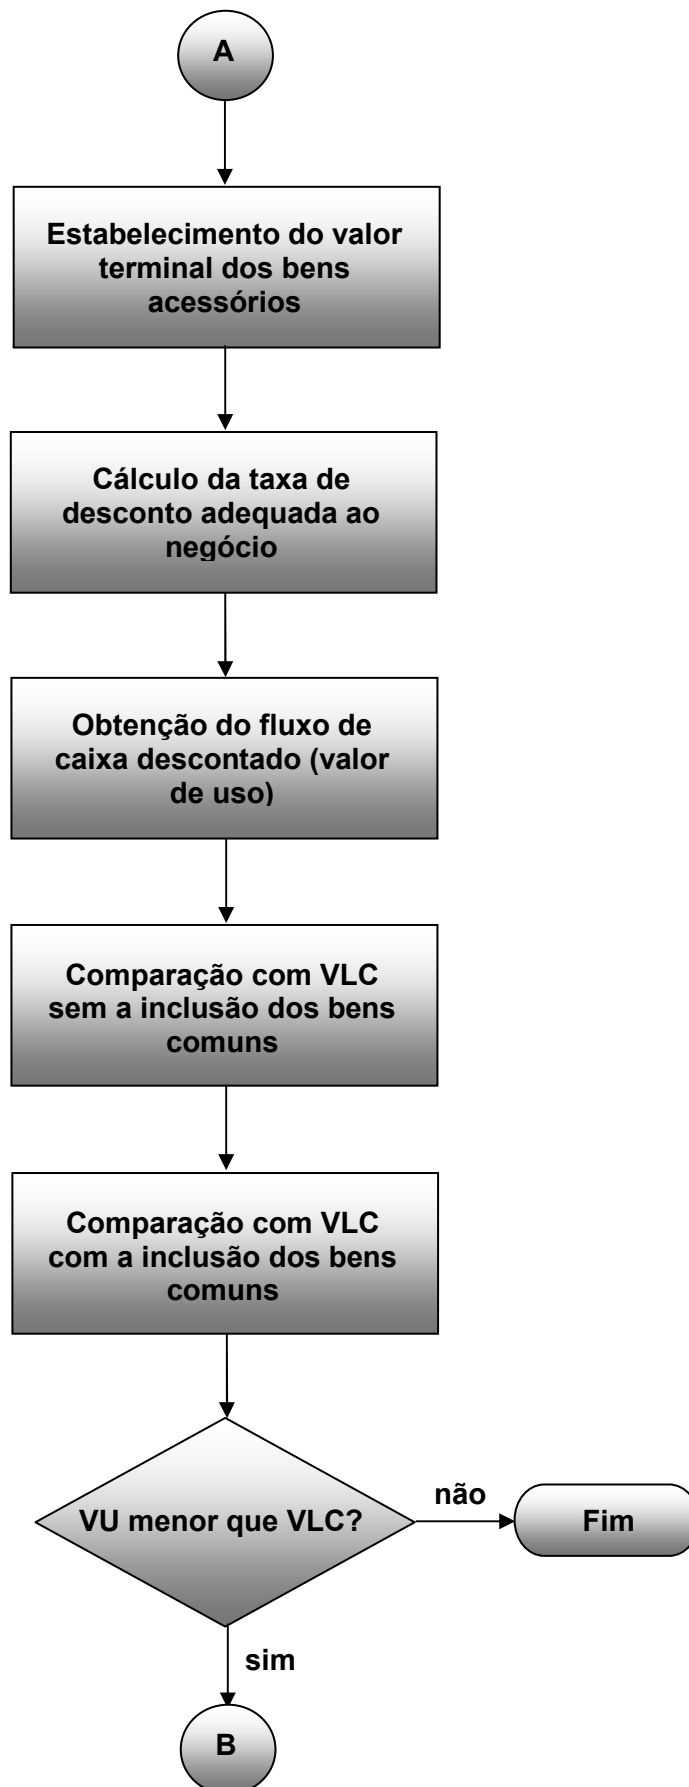 A
Estabelecimento do valor
terminal dos bens
acessórios
Cálculo da taxa de
desconto adequada ao
negócio
Obtenção do fluxo de
caixa descontado (valor
de uso)
Comparação com VLC
sem a inclusão dos bens
comuns
Comparação com VLC
com a inclusão dos bens
comuns
VU menor que VLC?
não
Fim
sim
B